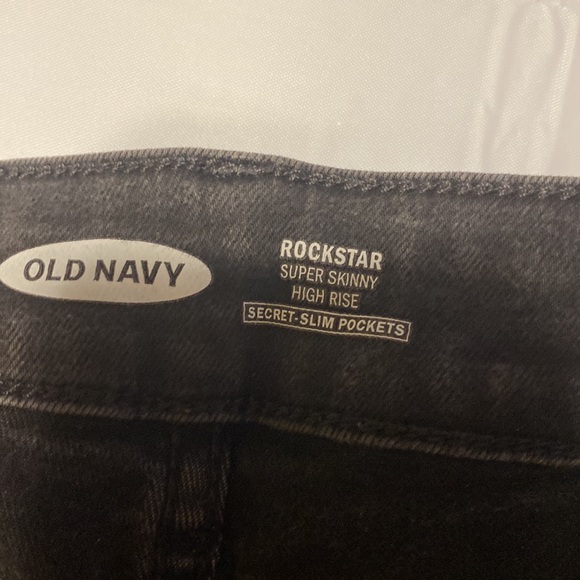 OLD NAVY
ROCKSTAR
SUPER SKINNY
HIGH RISE
SECRET-SLIM POCKETS